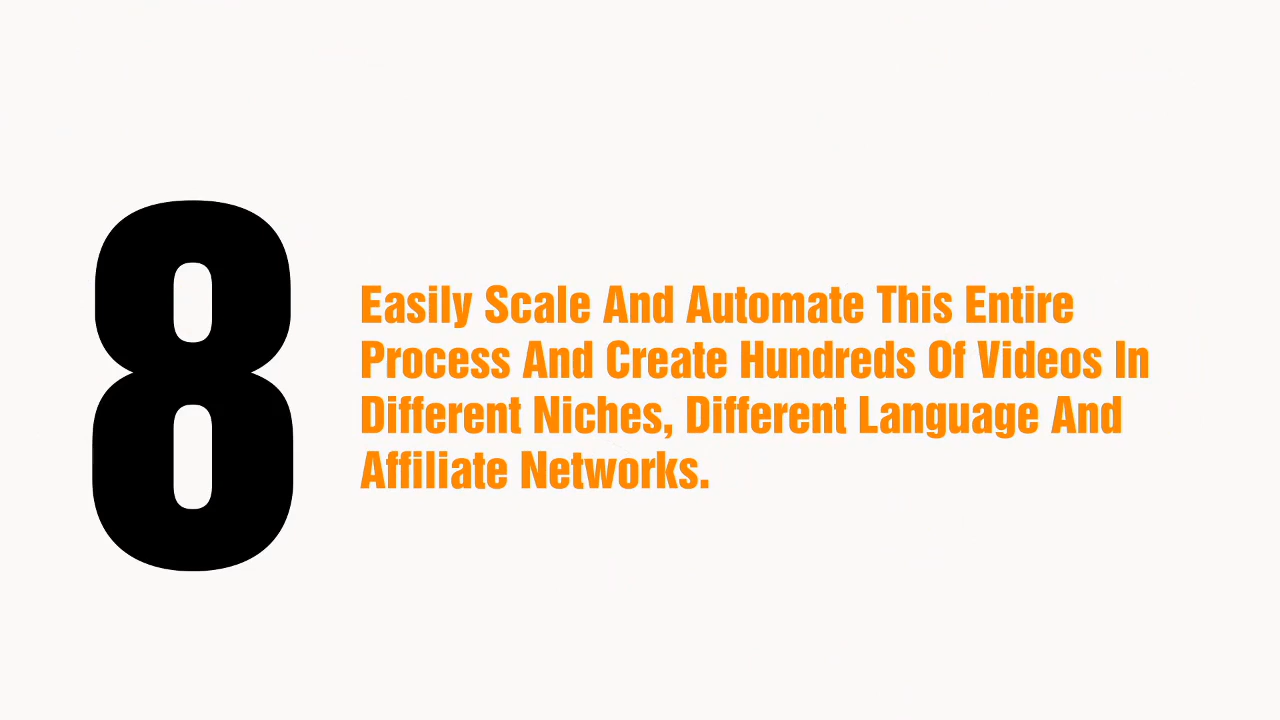 8
Easily Scale And Automate This Entire
Process And Create Hundreds Of Videos In
Different Niches, Different Language And
Affiliate Networks.